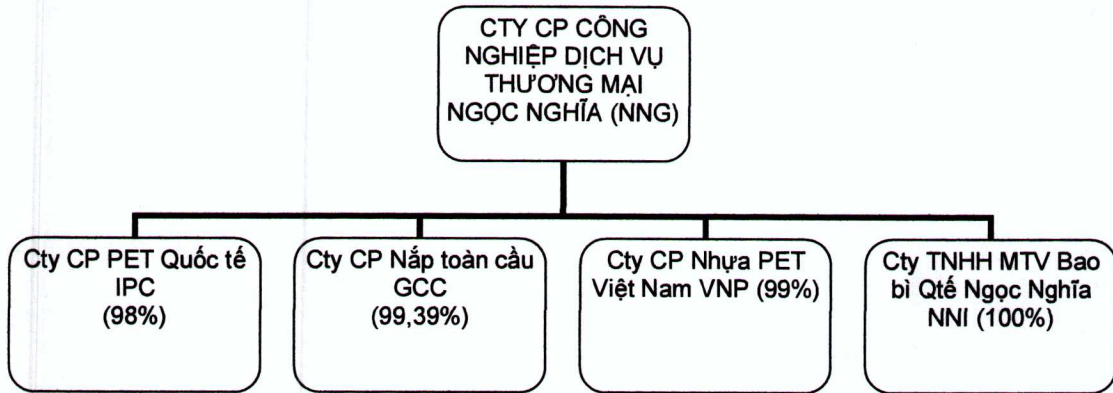 CTY CP CÔNG
NGHIỆP DỊCH VỤ
THƯƠNG MẠI
NGỌC NGHĨA (NNG)
Cty CP PET Quốc tế
IPC
(98%)
Cty CP Nắp toàn cầu
GCC
(99,39%)
Cty CP Nhựa PET
Việt Nam VNP (99%)
Cty TNHH MTV Bao
bì Qtế Ngọc Nghĩa
NNI (100%)